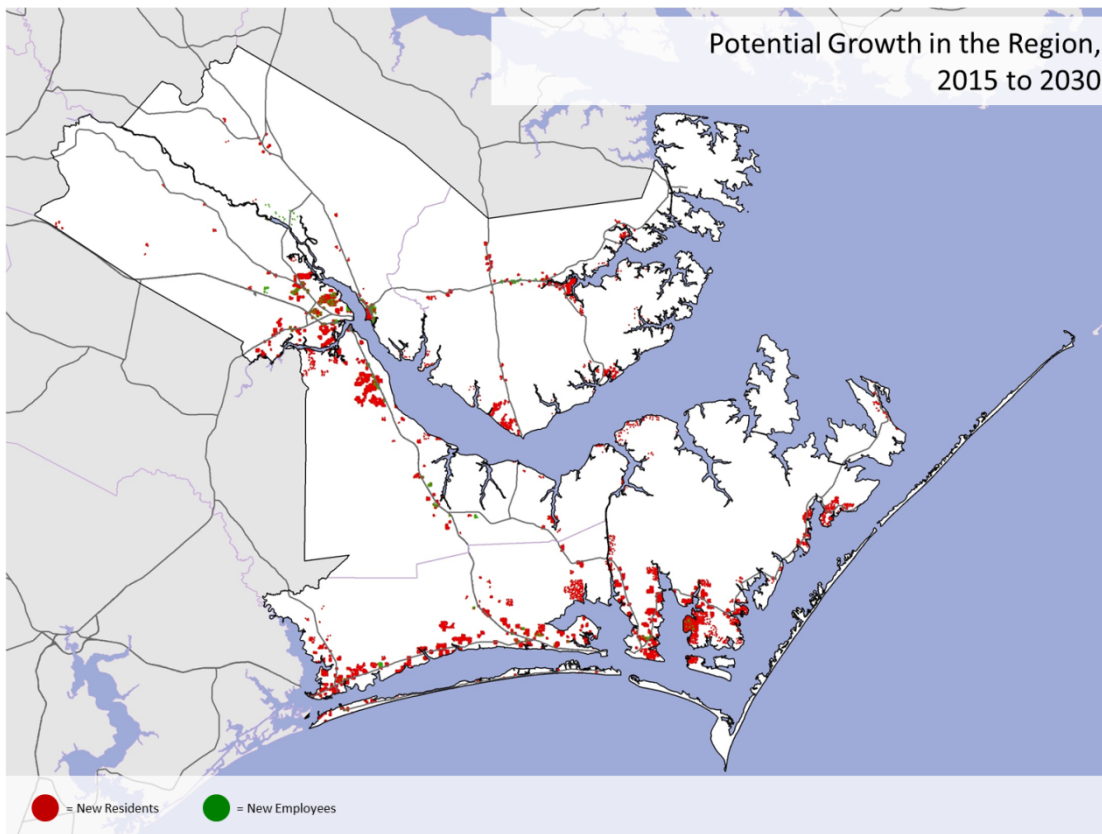 Potential Growth in the Region,
2015 to 2030
= New Residents
= New Employees